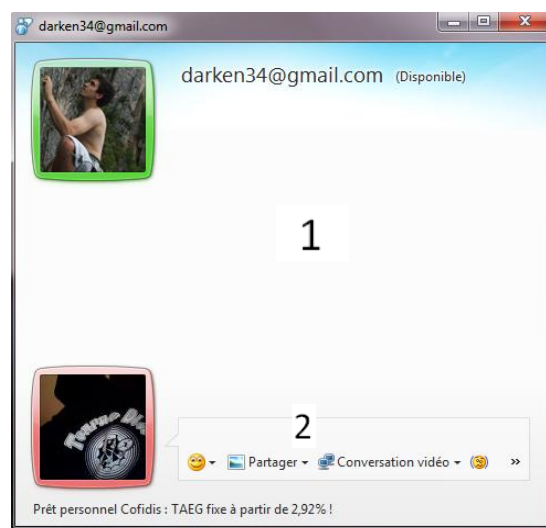 darken34@gmail.com
darken34@gmail.com (Disponible)
1
2
Partager
Conversation vidéo
Prêt personnel Cofidis : TAEG fixe à partir de 2,92% !